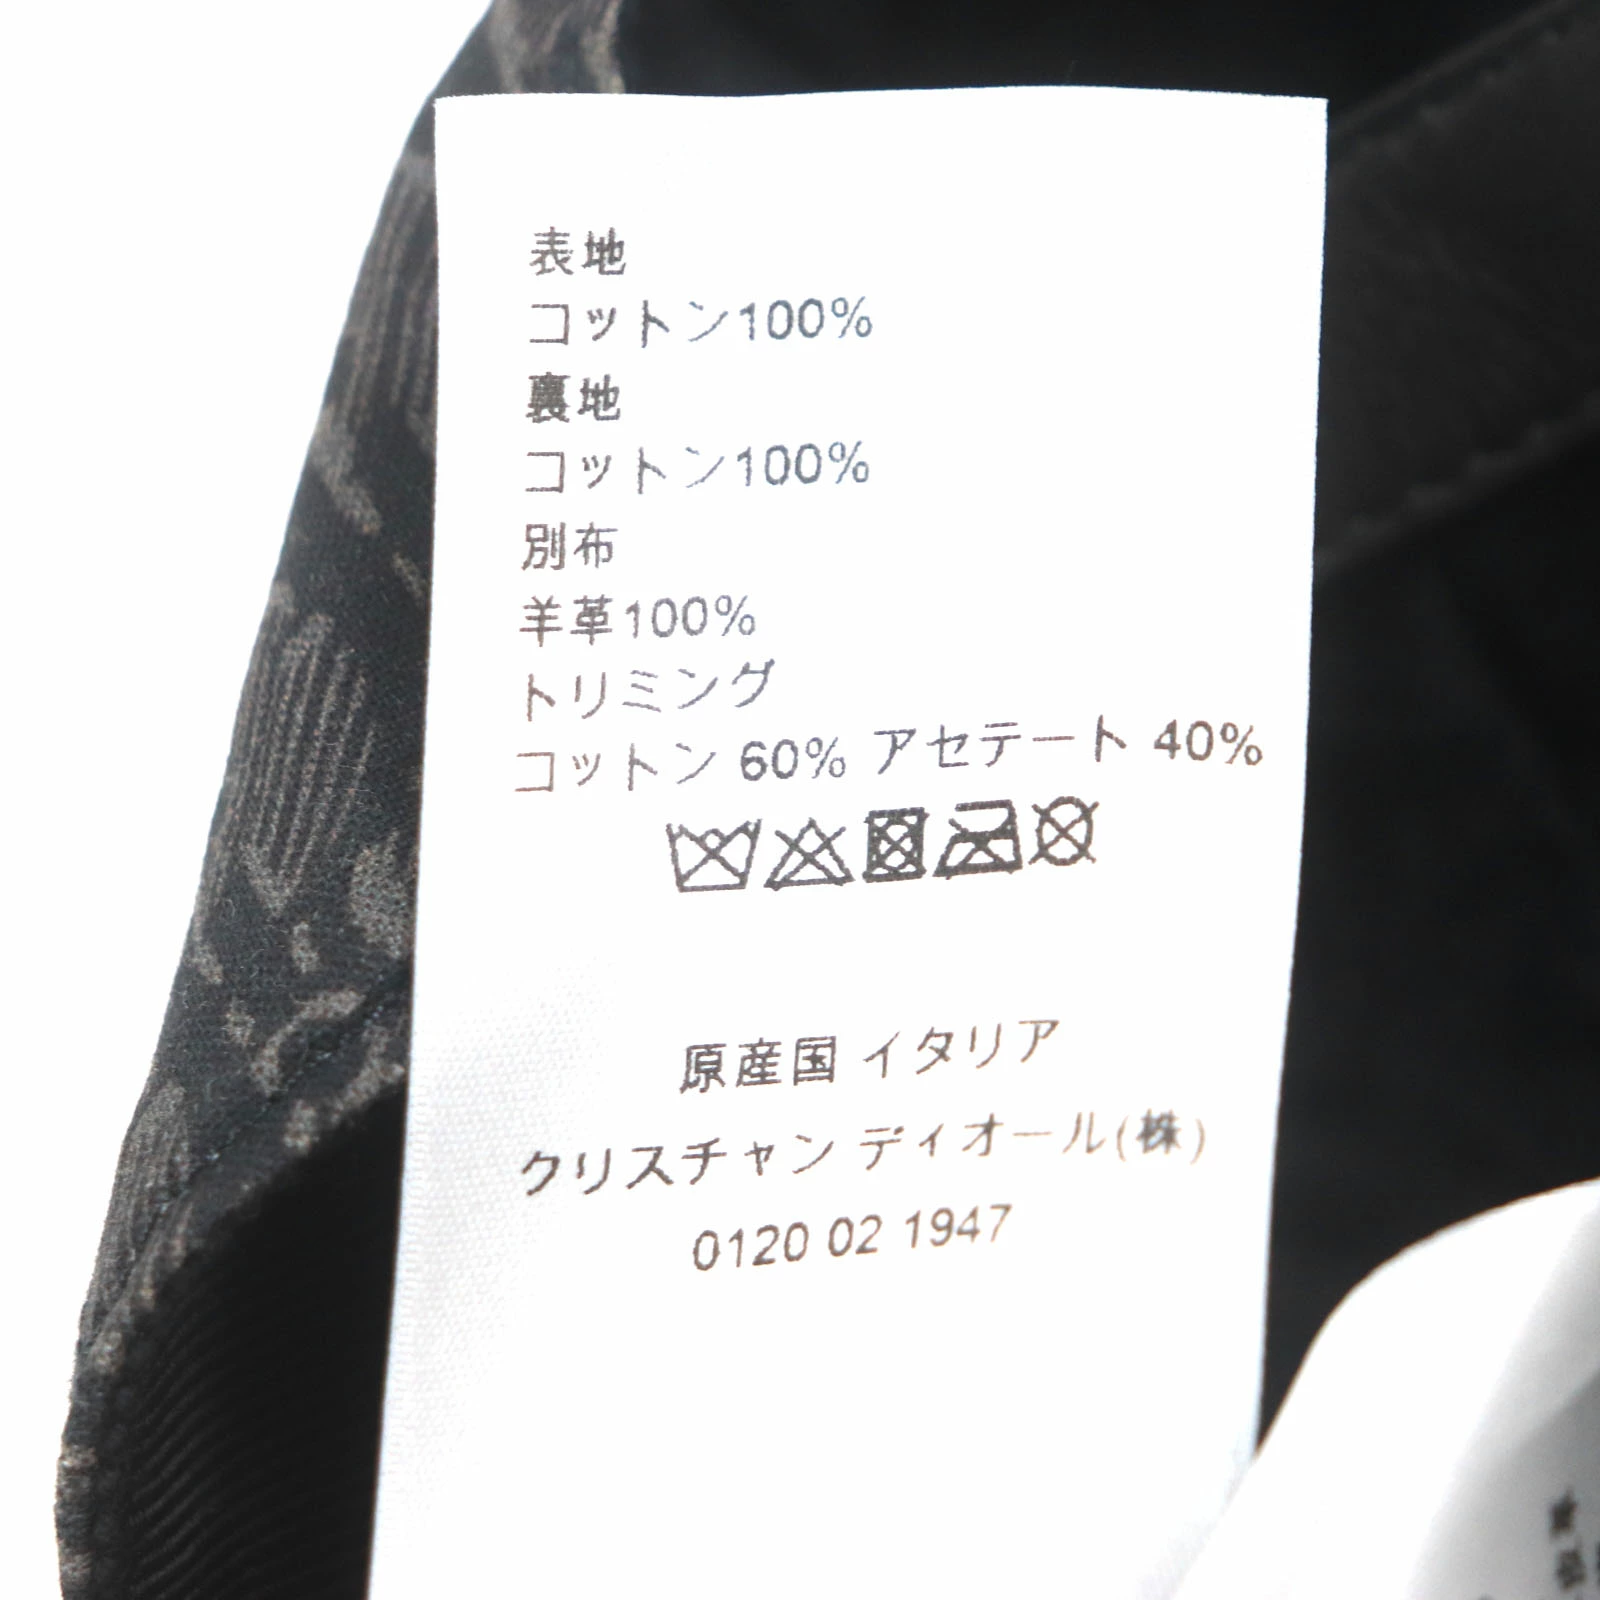 表地
コットン100%
裏地
コットン100%
別布
羊革100%
トリミング
コットン 60% アセテート 40%
原産国 イタリア
クリスチャン ディオール(株)
0120 02 1947